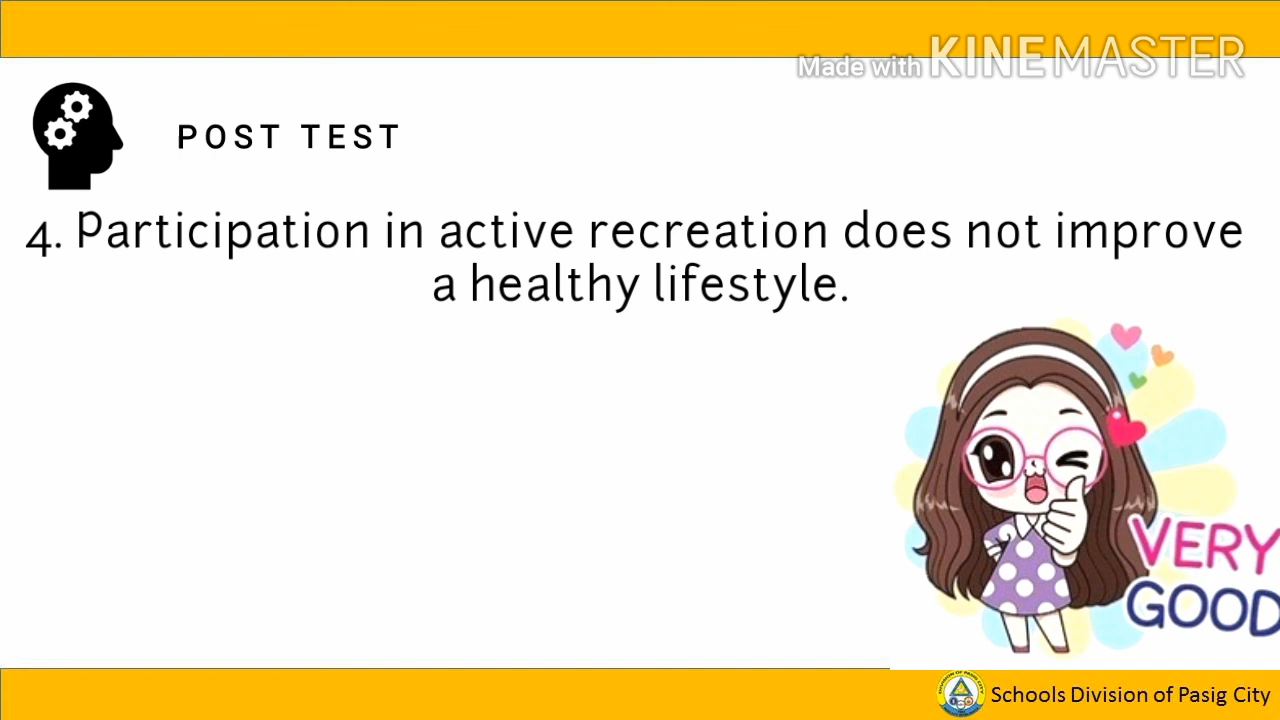 Made with KINEMASTER
POST TEST
4. Participation in active recreation does not improve
a healthy lifestyle.
VERY
GOOD
Schools Division of Pasig City